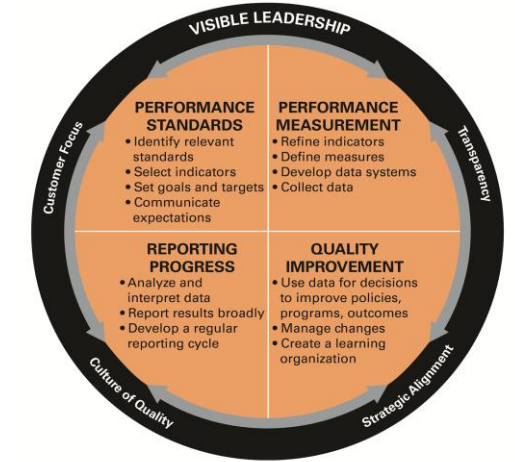 VISIBLE LEADERSHIP
Customer Focus
Transparency
PERFORMANCE
STANDARDS
• Identify relevant
standards
• Select indicators
• Set goals and targets
• Communicate
expectations
PERFORMANCE
MEASUREMENT
• Refine indicators
• Define measures
• Develop data systems
• Collect data
REPORTING
PROGRESS
• Analyze and
interpret data
• Report results broadly
• Develop a regular
reporting cycle
QUALITY
IMPROVEMENT
• Use data for decisions
to improve policies,
programs, outcomes
• Manage changes
• Create a learning
organization
Culture of Quality
Strategic Alignment